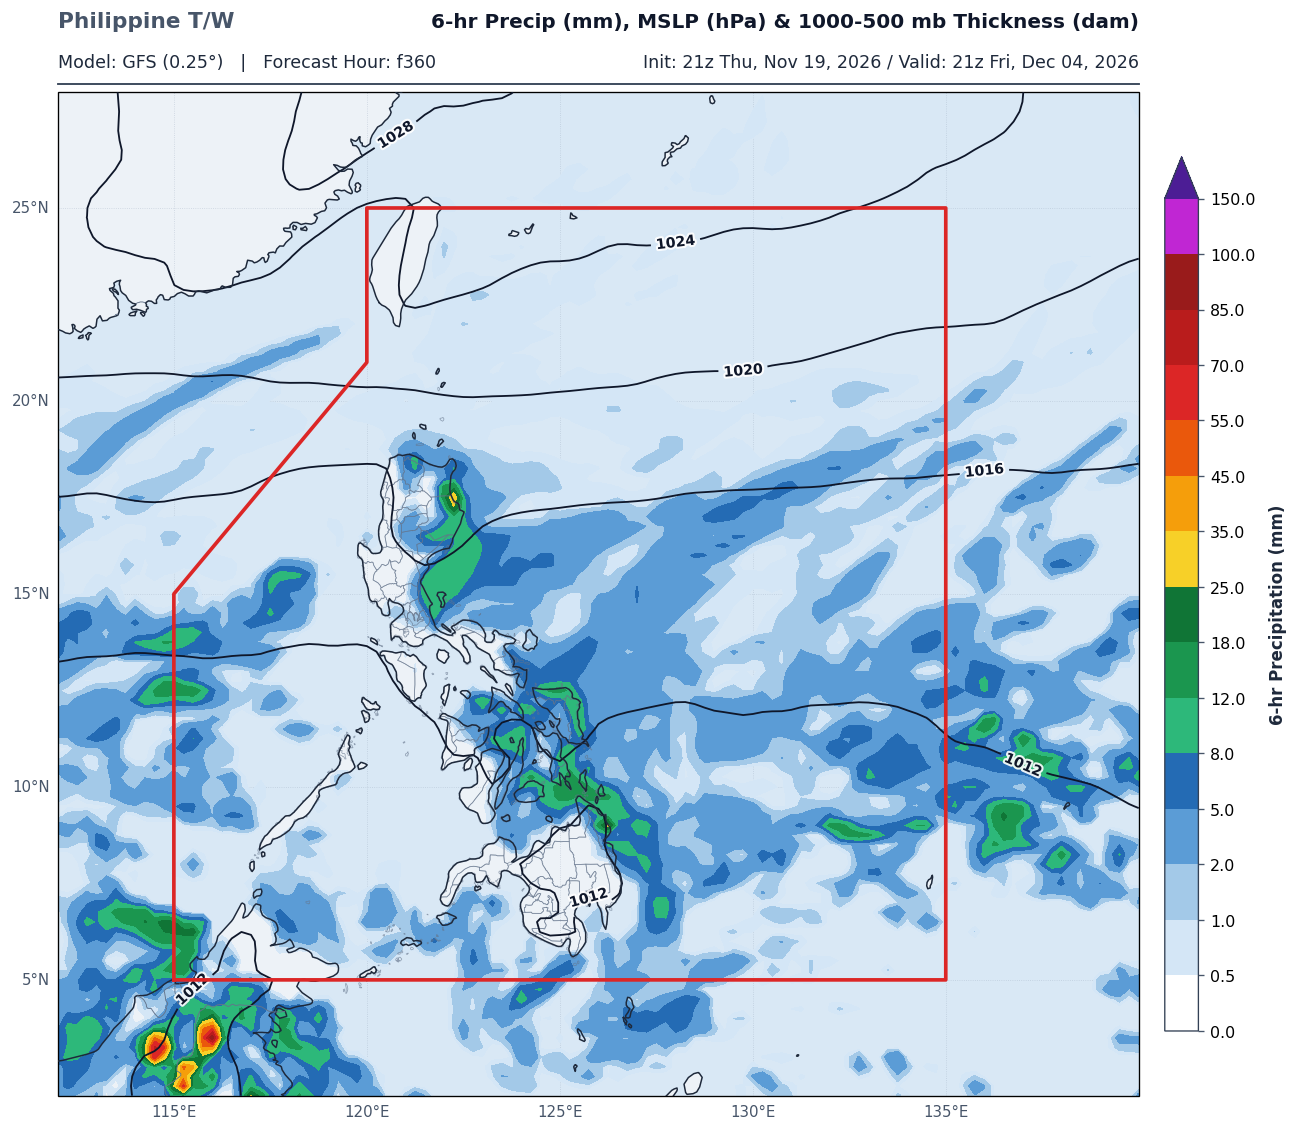 Philippine T/W
6-hr Precip (mm), MSLP (hPa) & 1000-500 mb Thickness (dam)
Model: GFS (0.25°) | Forecast Hour: f360
Init: 21z Thu, Nov 19, 2026 / Valid: 21z Fri, Dec 04, 2026
1028
1024
1020
1016
1012
1012
1012
25°N
20°N
15°N
10°N
5°N
115°E
120°E
125°E
130°E
135°E
150.0
100.0
85.0
70.0
55.0
45.0
35.0
25.0
18.0
12.0
8.0
5.0
2.0
1.0
0.5
0.0
6-hr Precipitation (mm)